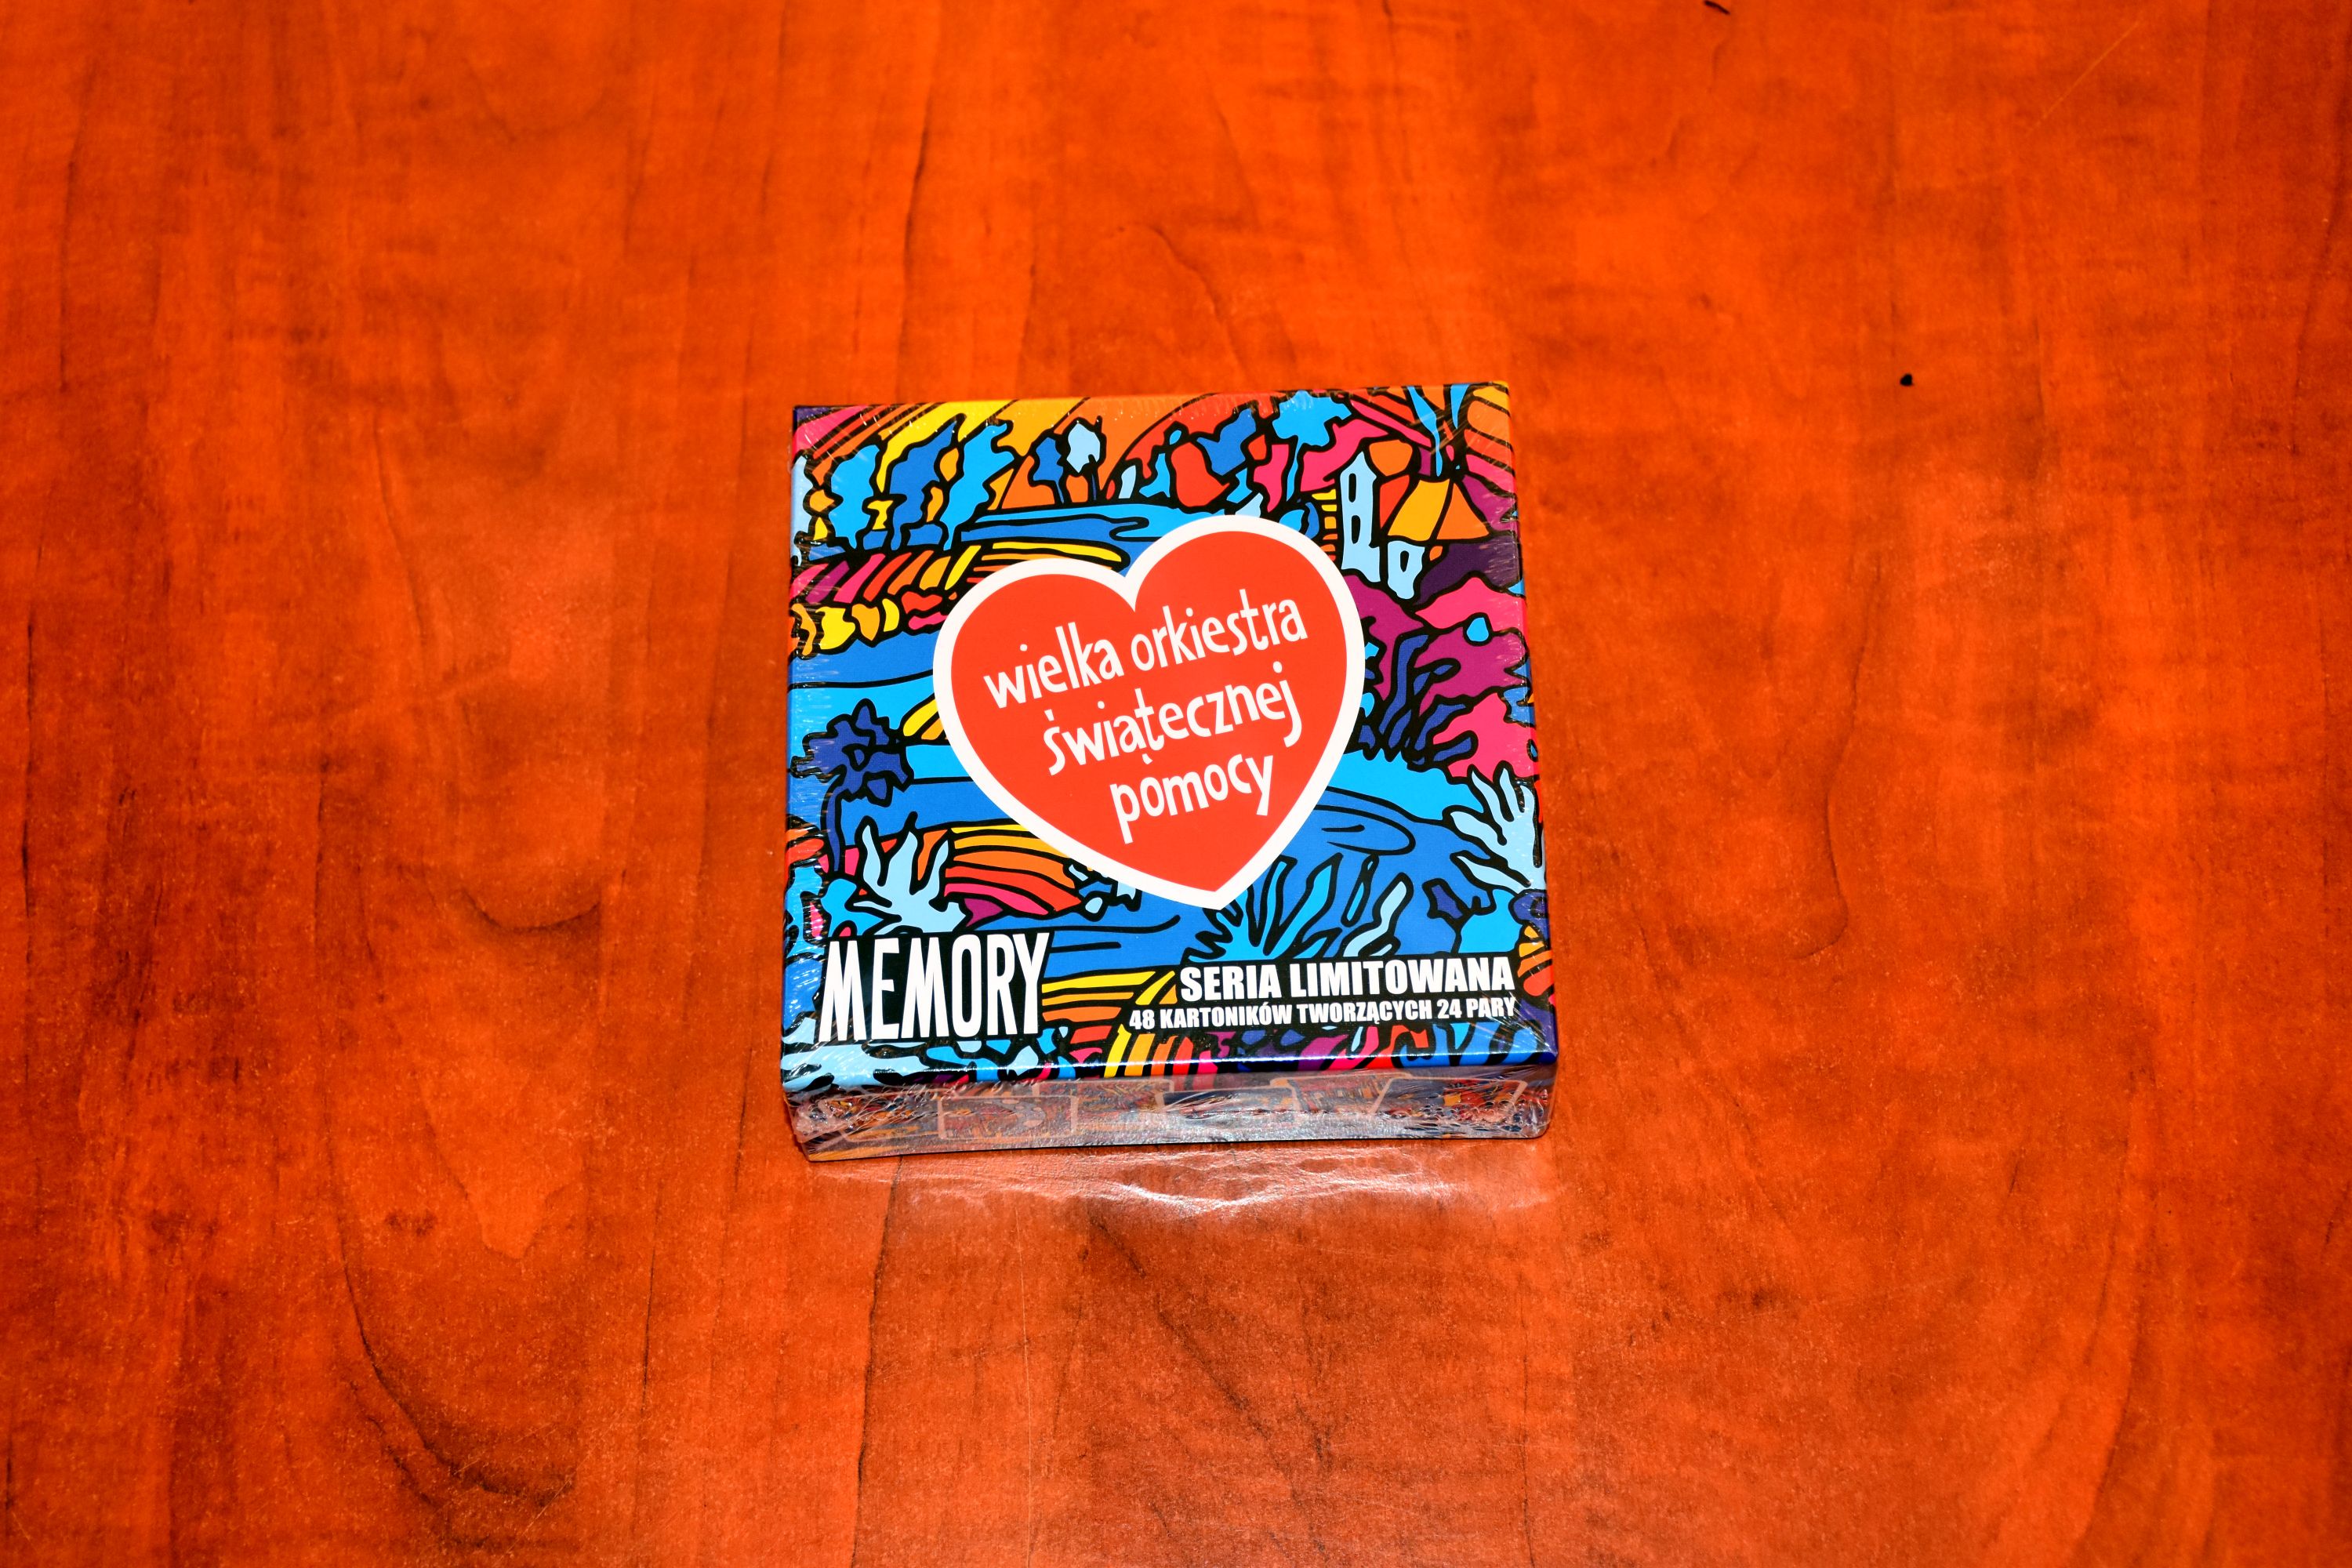 wielka orkiestra
świątecznej
pomocy
MEMORY
SERIA LIMITOWANA
48 KARTONIKÓW TWORZĄCYCH 24 PARY